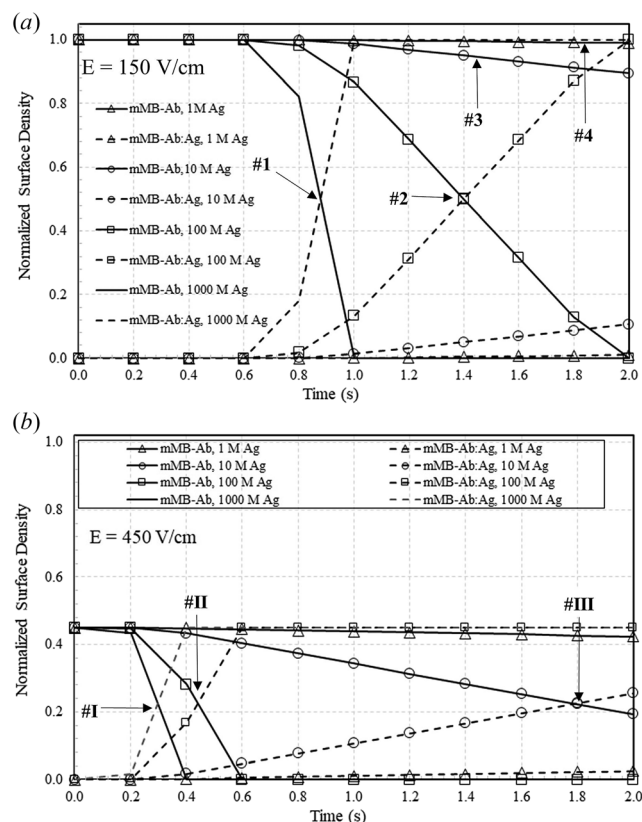 (a)
Normalized Surface Density
1.0
0.8
0.6
0.4
0.2
0.0
E = 150 V/cm
mMB-Ab, 1M Ag
mMB-Ab:Ag, 1 M Ag
mMB-Ab,10 M Ag
mMB-Ab:Ag, 10 M Ag
mMB-Ab, 100 M Ag
mMB-Ab:Ag, 100 M Ag
mMB-Ab, 1000 M Ag
mMB-Ab:Ag, 1000 M Ag
#1
#2
#3
#4
0.0 0.2 0.4 0.6 0.8 1.0 1.2 1.4 1.6 1.8 2.0
Time (s)
(b)
Normalized Surface Density
1.0
0.8
0.6
0.4
0.2
0.0
mMB-Ab, 1 M Ag mMB-Ab:Ag, 1 M Ag
mMB-Ab, 10 M Ag mMB-Ab:Ag, 10 M Ag
mMB-Ab, 100 M Ag mMB-Ab:Ag, 100 M Ag
mMB-Ab, 1000 M Ag mMB-Ab:Ag, 1000 M Ag
E = 450 V/cm
#I
#II
#III
0.0 0.2 0.4 0.6 0.8 1.0 1.2 1.4 1.6 1.8 2.0
Time (s)